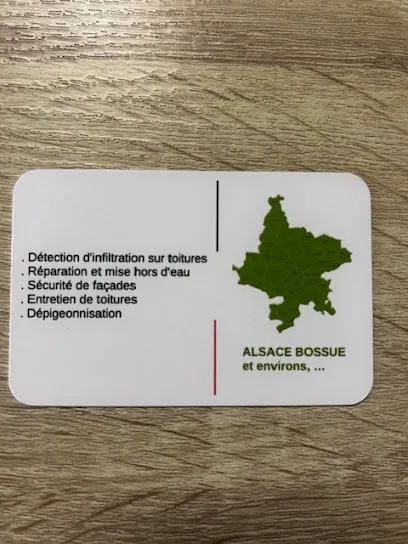 . Détection d'infiltration sur toitures
. Réparation et mise hors d'eau
. Sécurité de façades
. Entretien de toitures
. Dépigeonnisation
ALSACE BOSSUE
et environs, ...